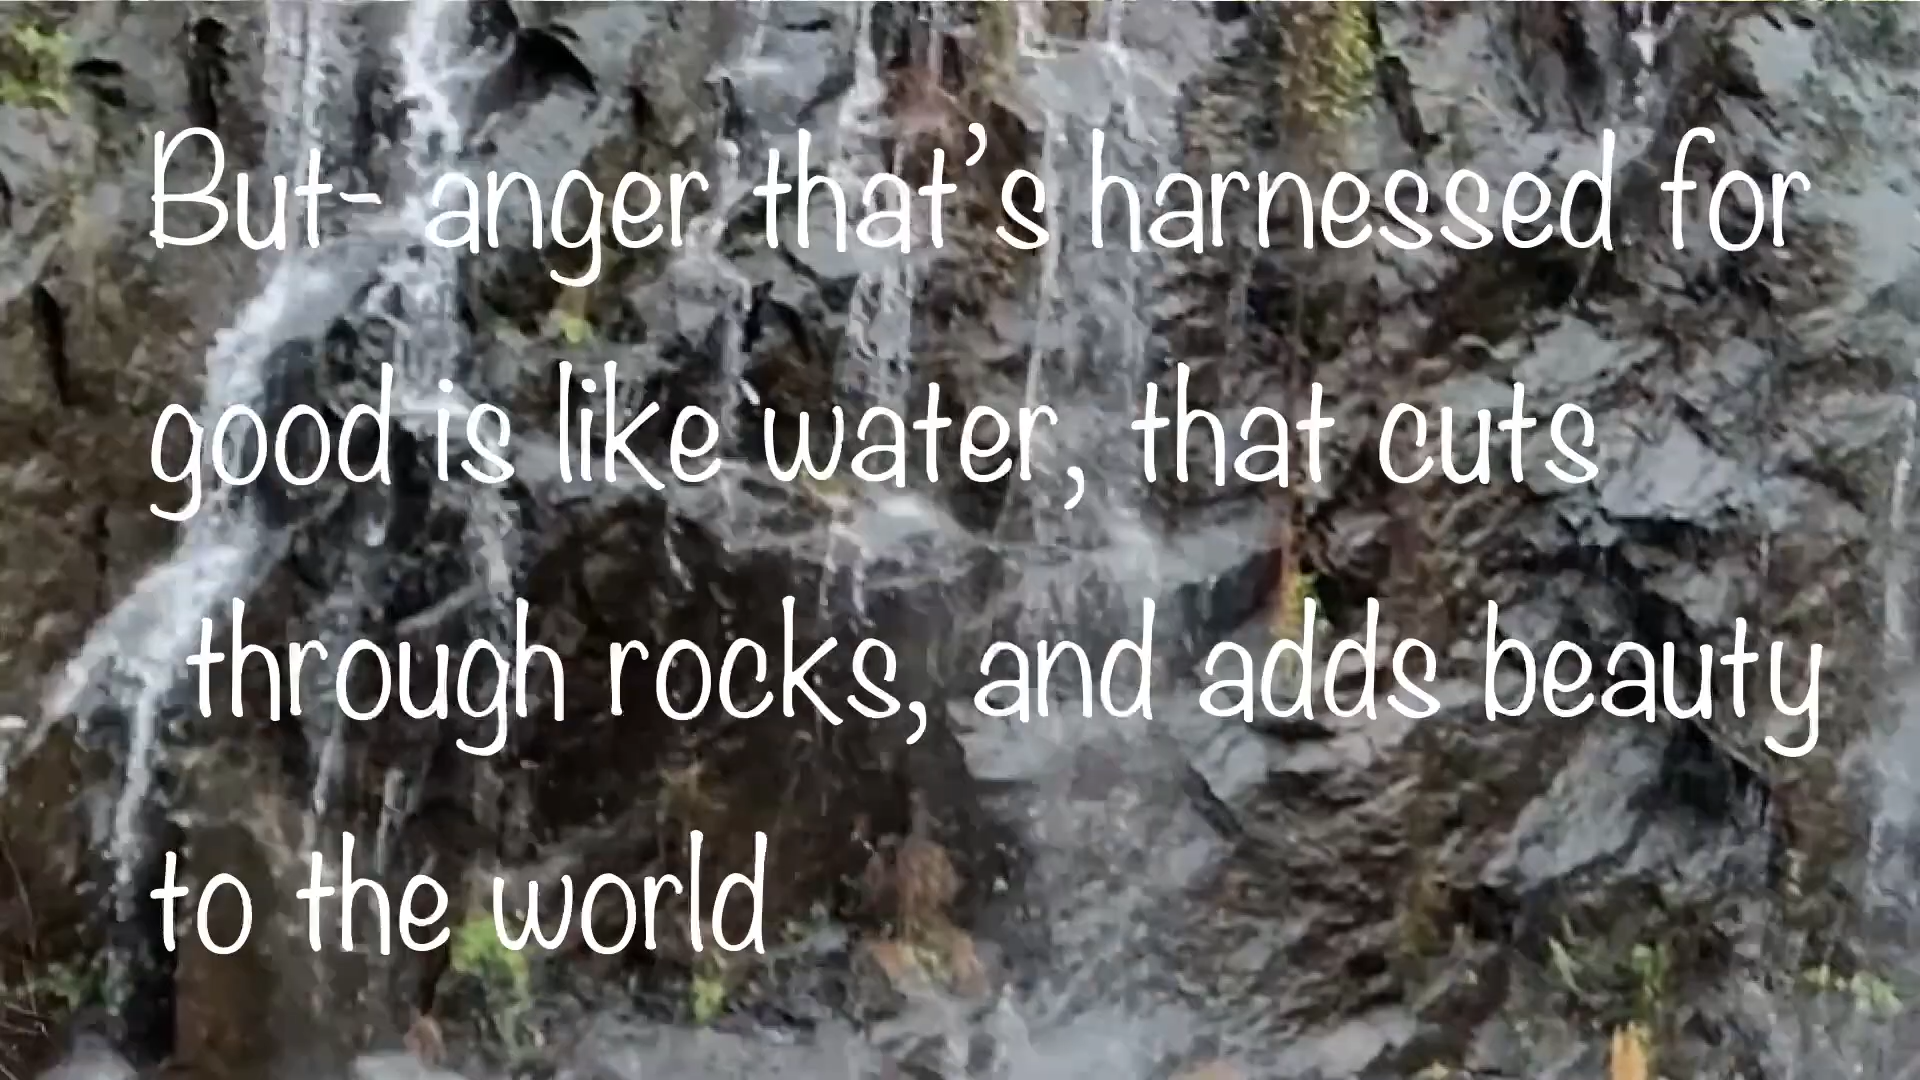 But- anger that's harnessed for
good is like water, that cuts
through rocks, and adds beauty
to the world